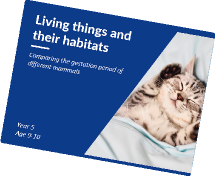 Living things and
their habitats
Comparing the gestation period of
different mammals
Year 5
Age 9-10